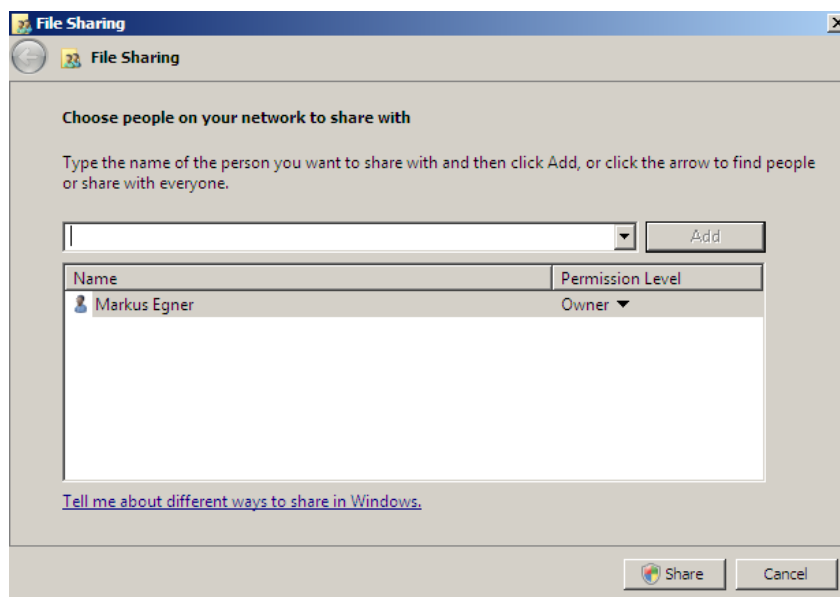 File Sharing
File Sharing
Choose people on your network to share with
Type the name of the person you want to share with and then click Add, or click the arrow to find people
or share with everyone.
Add
Name Permission Level
Markus Egner Owner
Tell me about different ways to share in Windows.
Share Cancel